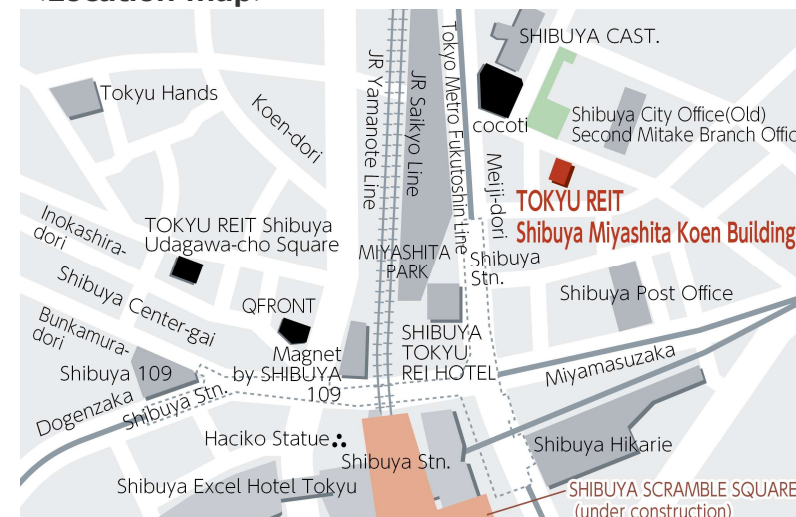 <Location map>
SHIBUYA CAST.
Tokyu Hands
JR Yamanote Line
JR Saikyo Line
Tokyo Metro Fukutoshin Line
Koen-dori
cocoti
Shibuya City Office(Old)
Second Mitake Branch Offic
Meiji-dori
TOKYU REIT
Shibuya Miyashita Koen Building
Inokashira-
dori
TOKYU REIT Shibuya
Udagawa-cho Square
MIYASHITA
PARK
Shibuya
Stn.
Shibuya Center-gai
QFRONT
Shibuya Post Office
Bunkamura-
dori
Magnet
by SHIBUYA
109
SHIBUYA
TOKYU
REI HOTEL
Shibuya 109
Miyamasuzaka
Dogenzaka
Shibuya Stn.
Haciko Statue
Shibuya Stn.
Shibuya Hikarie
Shibuya Excel Hotel Tokyu
SHIBUYA SCRAMBLE SQUARE
(under construction)